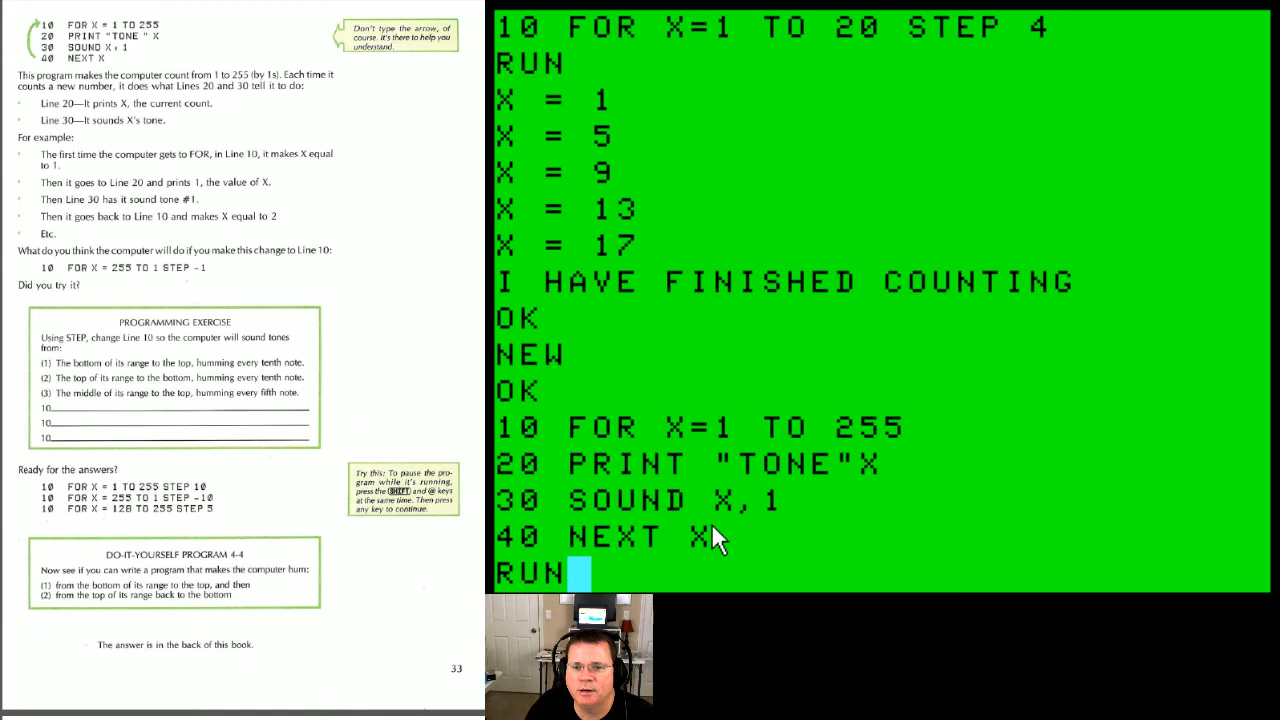 10 FOR X = 1 TO 255
20 PRINT "TONE " X
30 SOUND X, 1
40 NEXT X
Don't type the arrow, of
course. It's there to help you
understand.
This program makes the computer count from 1 to 255 (by 1s). Each time it
counts a new number, it does what Lines 20 and 30 tell it to do:
• Line 20—It prints X, the current count.
• Line 30—It sounds X's tone.
For example:
• The first time the computer gets to FOR, in Line 10, it makes X equal
to 1.
• Then it goes to Line 20 and prints 1, the value of X.
• Then Line 30 has it sound tone #1.
• Then it goes back to Line 10 and makes X equal to 2
• Etc.
What do you think the computer will do if you make this change to Line 10:
10 FOR X = 255 TO 1 STEP -1
Did you try it?
PROGRAMMING EXERCISE
Using STEP, change Line 10 so the computer will sound tones
from:
(1) The bottom of its range to the top, humming every tenth note.
(2) The top of its range to the bottom, humming every tenth note.
(3) The middle of its range to the top, humming every fifth note.
10
10
10
Ready for the answers?
10 FOR X = 1 TO 255 STEP 10
10 FOR X = 255 TO 1 STEP -10
10 FOR X = 128 TO 255 STEP 5
Try this: To pause the pro-
gram while it's running,
press the SHIFT and @ keys
at the same time. Then press
any key to continue.
DO-IT-YOURSELF PROGRAM 4-4
Now see if you can write a program that makes the computer hum:
(1) from the bottom of its range to the top, and then
(2) from the top of its range back to the bottom
The answer is in the back of this book.
33
10 FOR X=1 TO 20 STEP 4
RUN
X = 1
X = 5
X = 9
X = 13
X = 17
I HAVE FINISHED COUNTING
OK
NEW
OK
10 FOR X=1 TO 255
20 PRINT "TONE"X
30 SOUND X,1
40 NEXT X
RUN